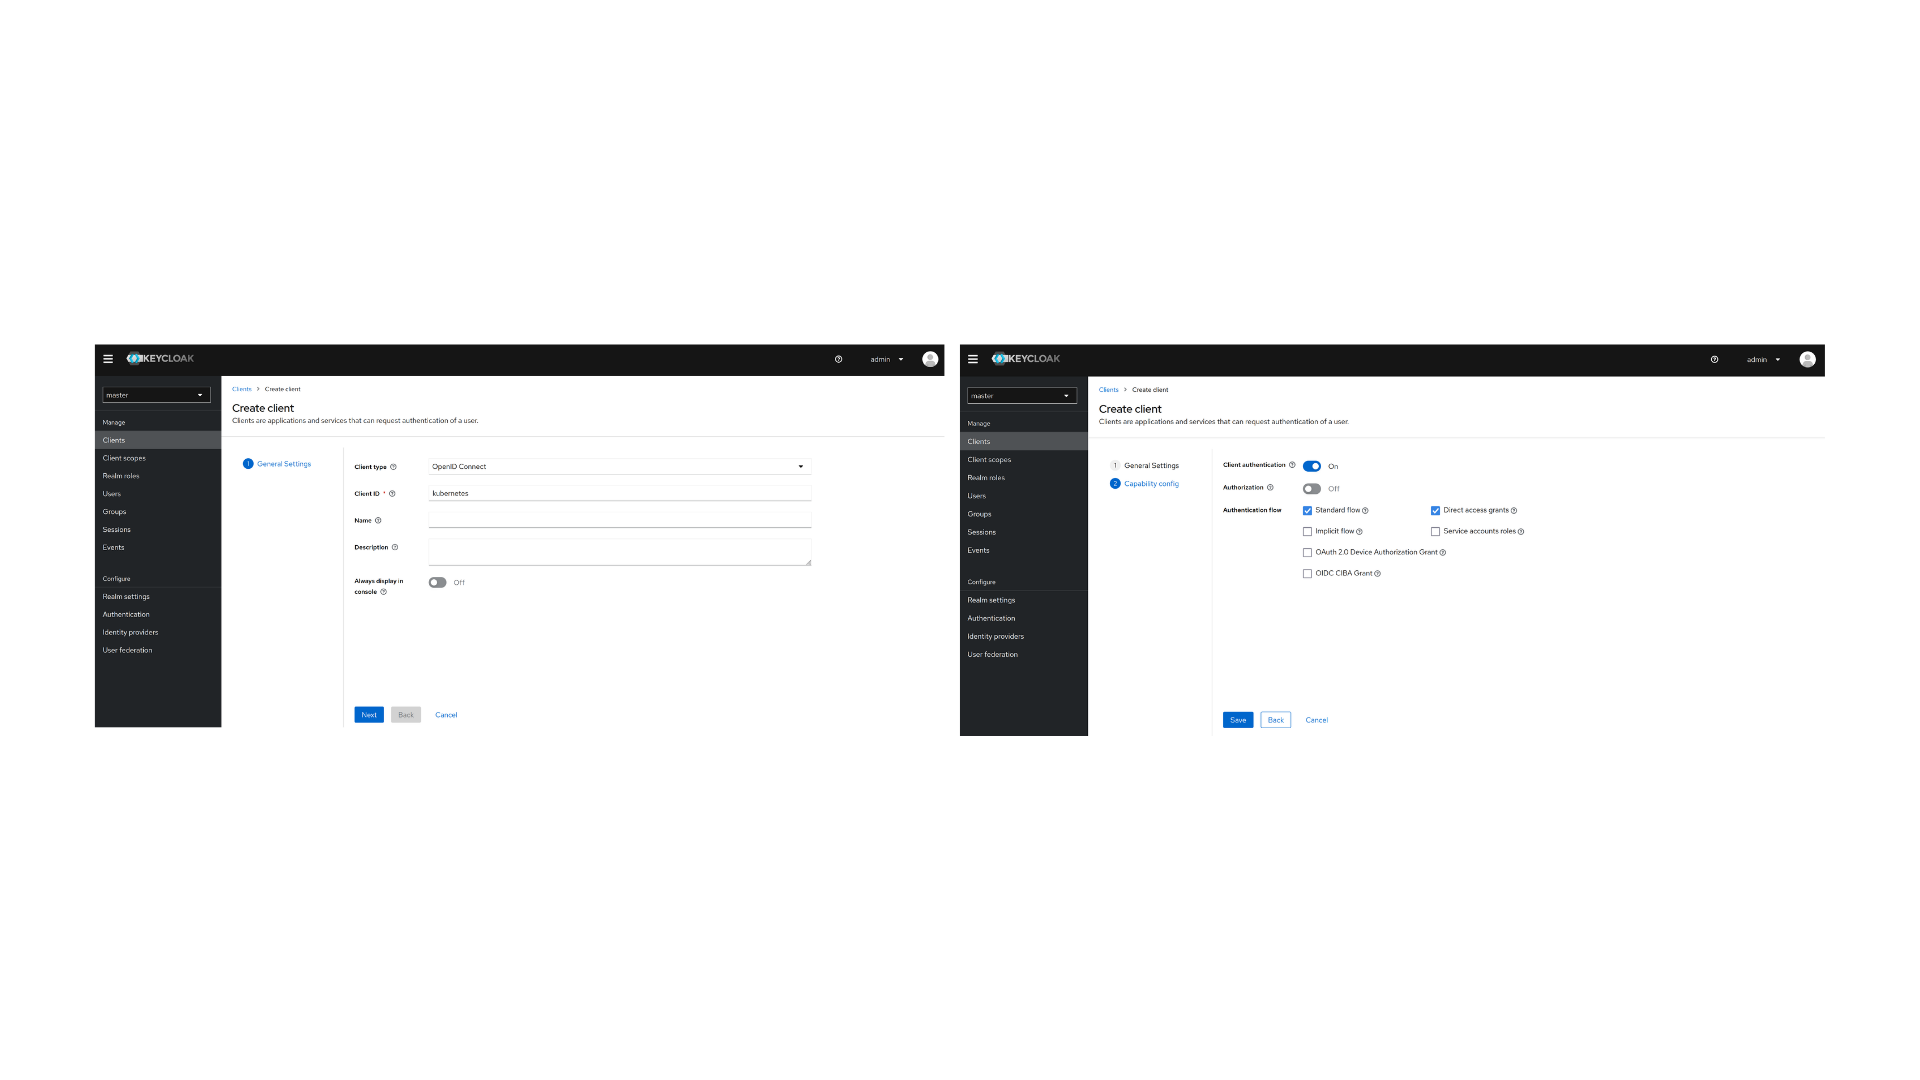 KEYCLOAK
admin
master
Manage
Clients
Client scopes
Realm roles
Users
Groups
Sessions
Events
Configure
Realm settings
Authentication
Identity providers
User federation
Clients > Create client
Create client
Clients are applications and services that can request authentication of a user.
1 General Settings
Client type
OpenID Connect
Client ID *
kubernetes
Name
Description
Always display in
console
Off
Next
Back
Cancel
KEYCLOAK
admin
master
Manage
Clients
Client scopes
Realm roles
Users
Groups
Sessions
Events
Configure
Realm settings
Authentication
Identity providers
User federation
Clients > Create client
Create client
Clients are applications and services that can request authentication of a user.
1 General Settings
2 Capability config
Client authentication
On
Authorization
Off
Authentication flow
Standard flow
Direct access grants
Implicit flow
Service accounts roles
OAuth 2.0 Device Authorization Grant
OIDC CIBA Grant
Save
Back
Cancel